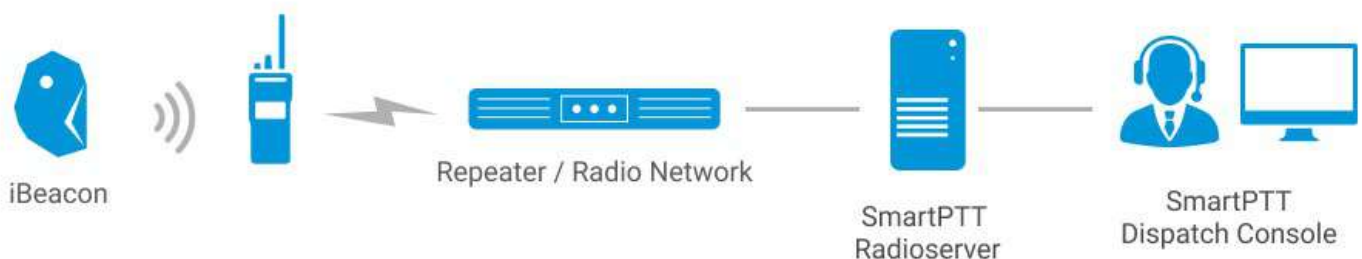 iBeacon
Repeater / Radio Network
SmartPTT
Radioserver
SmartPTT
Dispatch Console